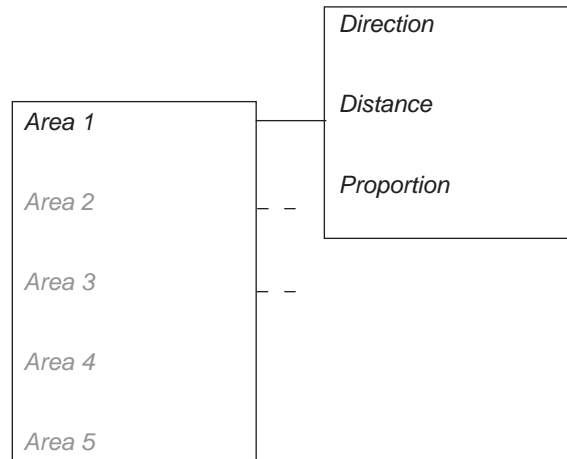 Direction
Distance
Proportion
Area 1
Area 2
Area 3
Area 4
Area 5